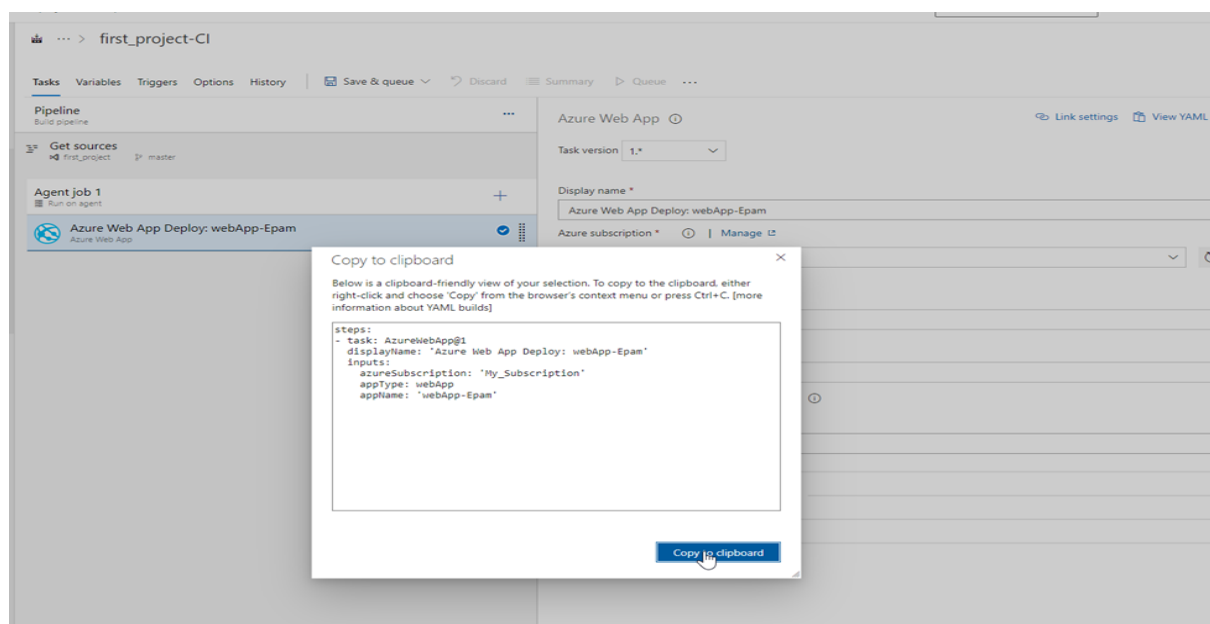 ··· > first_project-CI
Tasks Variables Triggers Options History Save & queue Discard Summary Queue ···
Pipeline
Build pipeline
···
Get sources
first_project master
Agent job 1
Run on agent
+
Azure Web App Deploy: webApp-Epam
Azure Web App
Azure Web App
Link settings View YAML
Task version 1.*
Display name *
Azure Web App Deploy: webApp-Epam
Azure subscription * | Manage
Copy to clipboard
Below is a clipboard-friendly view of your selection. To copy to the clipboard, either
right-click and choose 'Copy' from the browser's context menu or press Ctrl+C. [more
information about YAML builds]
steps:
- task: AzureWebApp@1
displayName: 'Azure Web App Deploy: webApp-Epam'
inputs:
azureSubscription: 'My_Subscription'
appType: webApp
appName: 'webApp-Epam'
Copy to clipboard